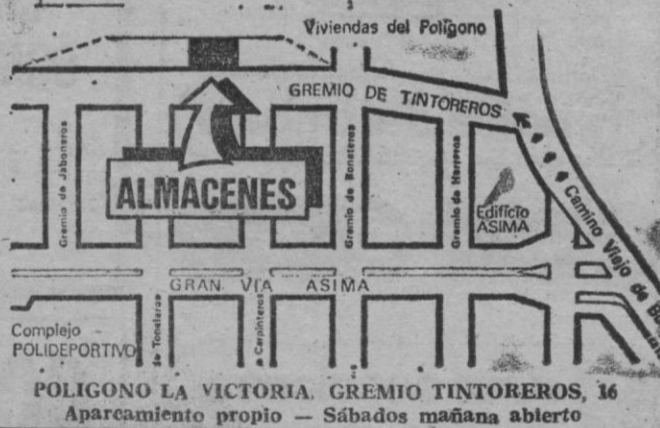 Viviendas del Polígono
GREMIO DE TINTOREROS
Gremio de Jaboneros
ALMACENES
Gremio de Boneteros
Gremio de Herreros
Edificio
ASIMA
Camino Viejo de
GRAN VIA ASIMA
Complejo
POLIDEPORTIVO
de Toneleros
Carpinteros
POLIGONO LA VICTORIA, GREMIO TINTOREROS, 16
Aparcamiento propio — Sábados mañana abierto